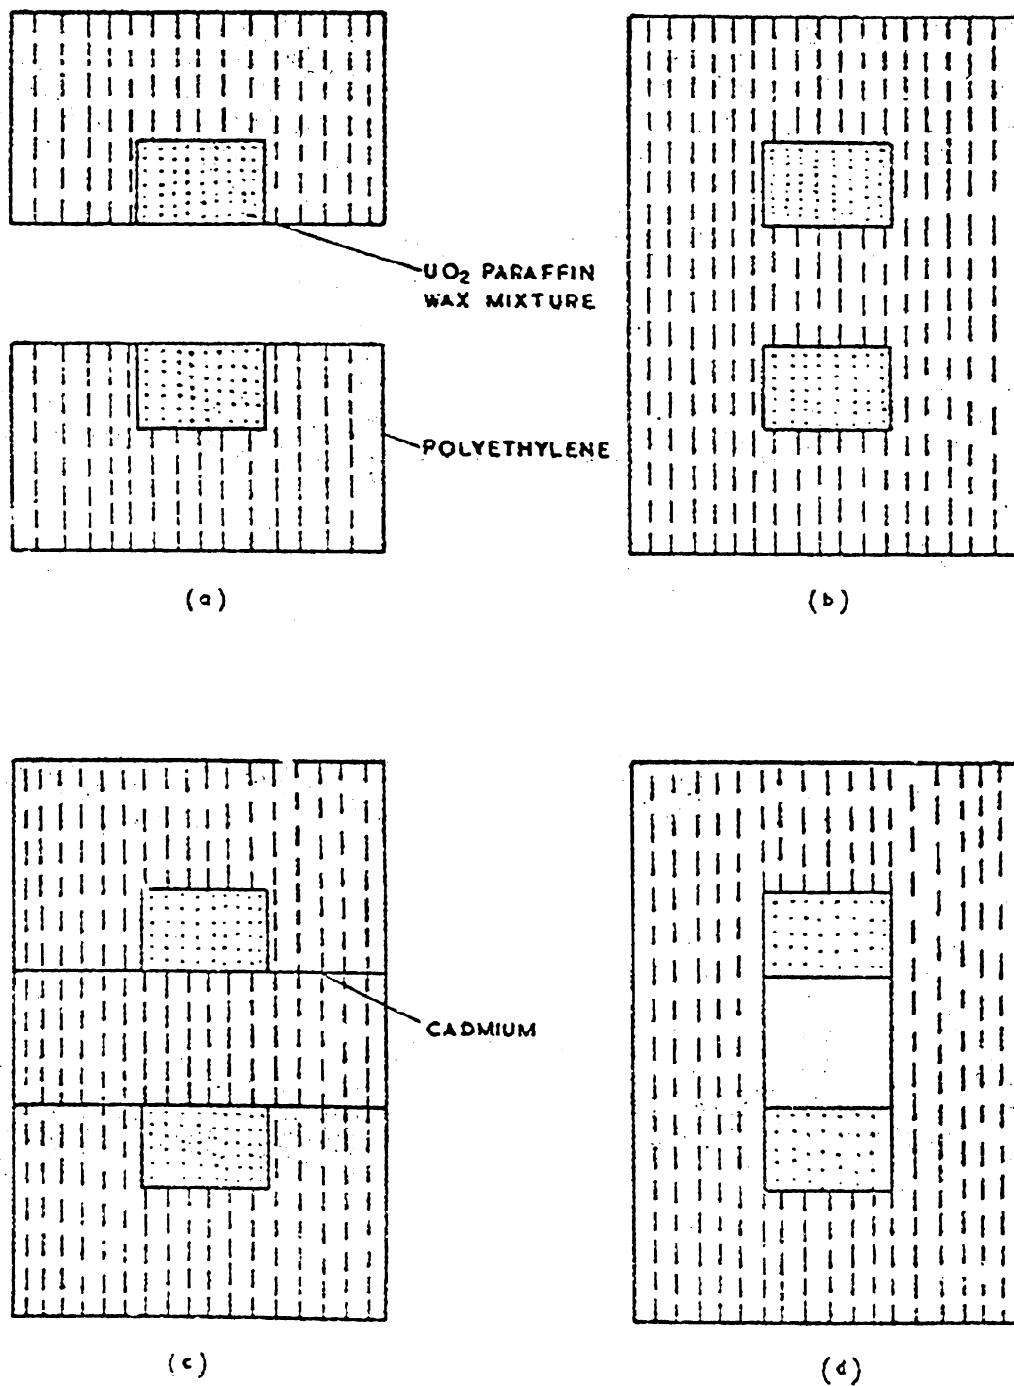 UO₂ PARAFFIN
WAX MIXTURE
POLYETHYLENE
(a)
(b)
CADMIUM
(c)
(d)